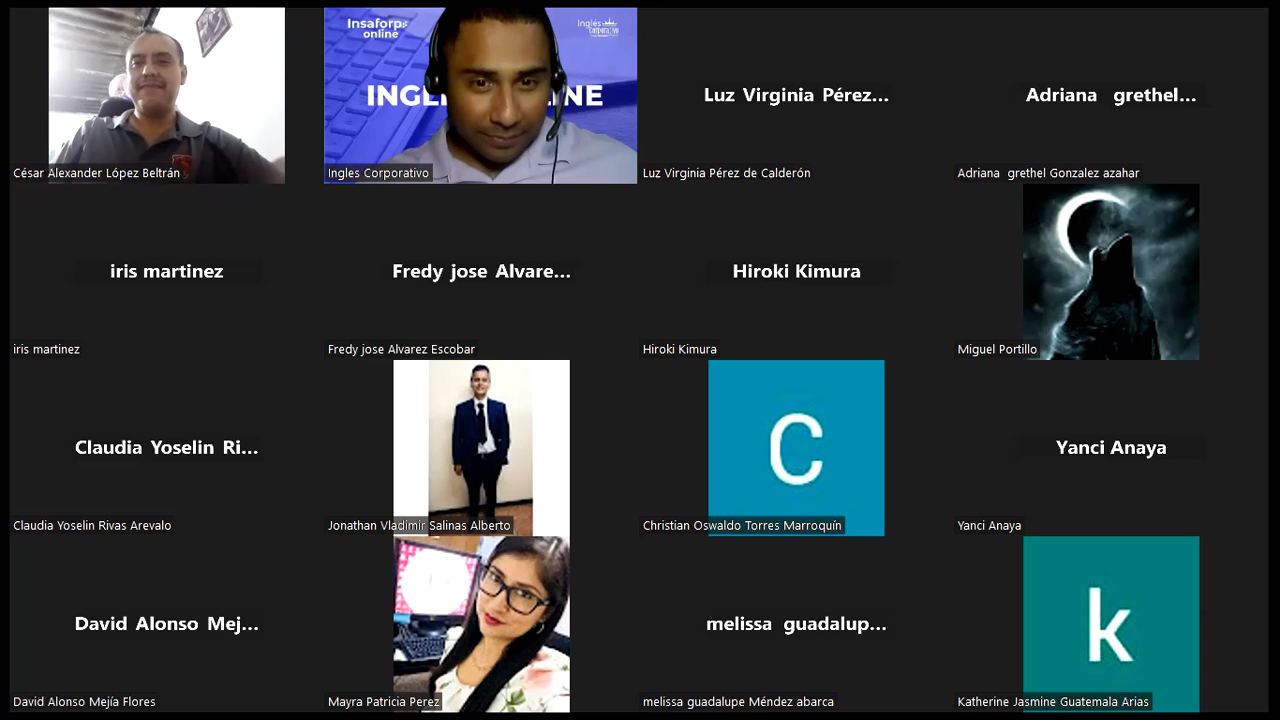 Insaforp
online
Inglés
corporativo
INGL NE
Luz Virginia Pérez...
Adriana grethel...
César Alexander López Beltrán
Ingles Corporativo
Luz Virginia Pérez de Calderón
Adriana grethel Gonzalez azahar
iris martinez
Fredy jose Alvare...
Hiroki Kimura
iris martinez
Fredy jose Alvarez Escobar
Hiroki Kimura
Miguel Portillo
Claudia Yoselin Ri...
C
Yanci Anaya
Claudia Yoselin Rivas Arevalo
Jonathan Vladimir Salinas Alberto
Christian Oswaldo Torres Marroquín
Yanci Anaya
David Alonso Mej...
melissa guadalup...
k
David Alonso Mejía Flores
Mayra Patricia Perez
melissa guadalupe Méndez abarca
Katherine Jasmine Guatemala Arias